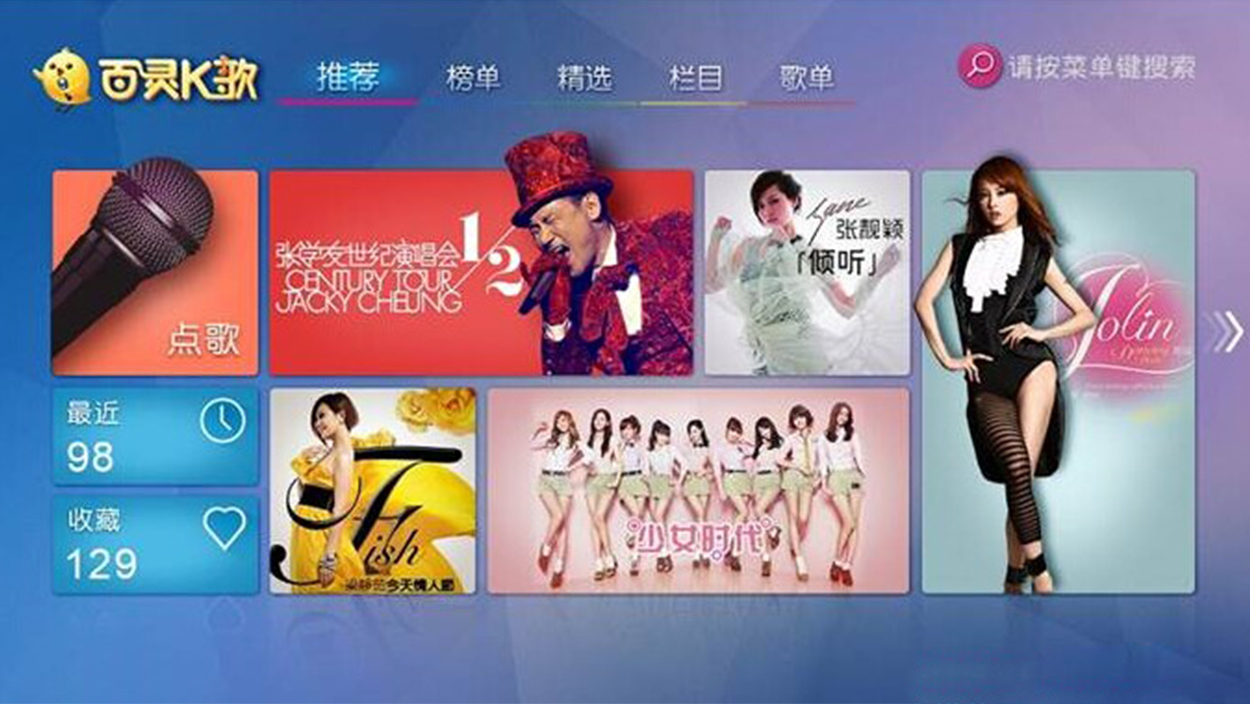 百灵K歌
推荐
榜单
精选
栏目
歌单
请按菜单键搜索
点歌
张学友世纪演唱会
1/2
CENTURY TOUR
JACKY CHEUNG
Jane
张靓颖
「倾听」
Jolin
最近
98
收藏
129
Fish
梁静茹今天情人節
少女时代